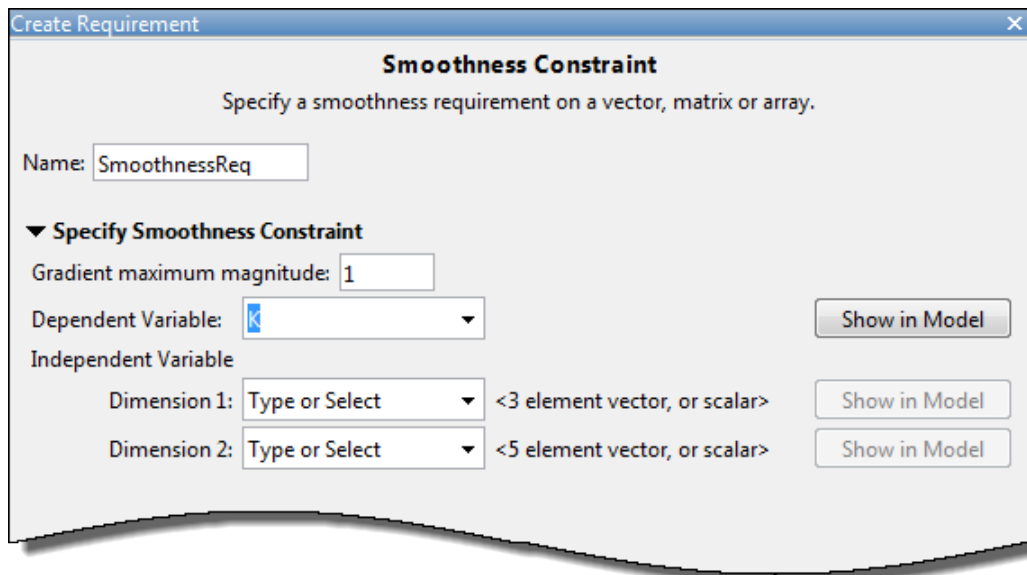 Create Requirement
Smoothness Constraint
Specify a smoothness requirement on a vector, matrix or array.
Name: SmoothnessReq
Specify Smoothness Constraint
Gradient maximum magnitude: 1
Dependent Variable: K Show in Model
Independent Variable
Dimension 1: Type or Select <3 element vector, or scalar> Show in Model
Dimension 2: Type or Select <5 element vector, or scalar> Show in Model